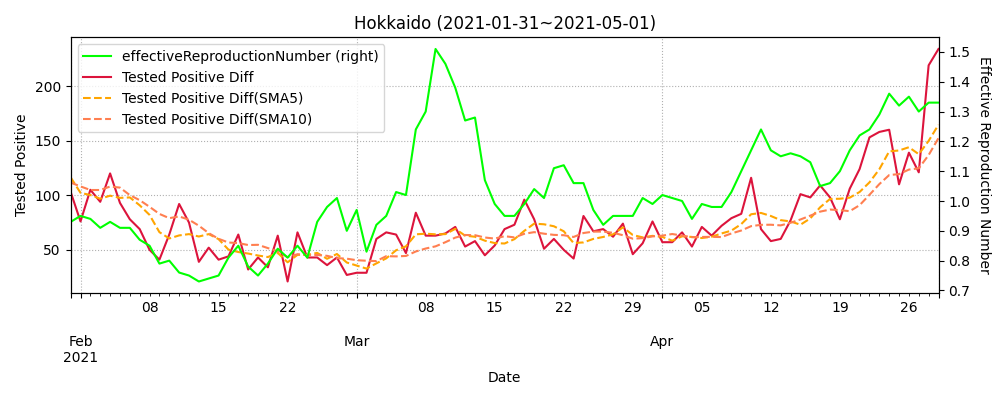 Hokkaido (2021-01-31~2021-05-01)
effectiveReproductionNumber (right)
Tested Positive Diff
Tested Positive Diff(SMA5)
Tested Positive Diff(SMA10)
Tested Positive
200
150
100
50
Effective Reproduction Number
1.5
1.4
1.3
1.2
1.1
1.0
0.9
0.8
0.7
08 15 22 08 15 22 29 05 12 19 26
Feb Mar Apr
2021
Date